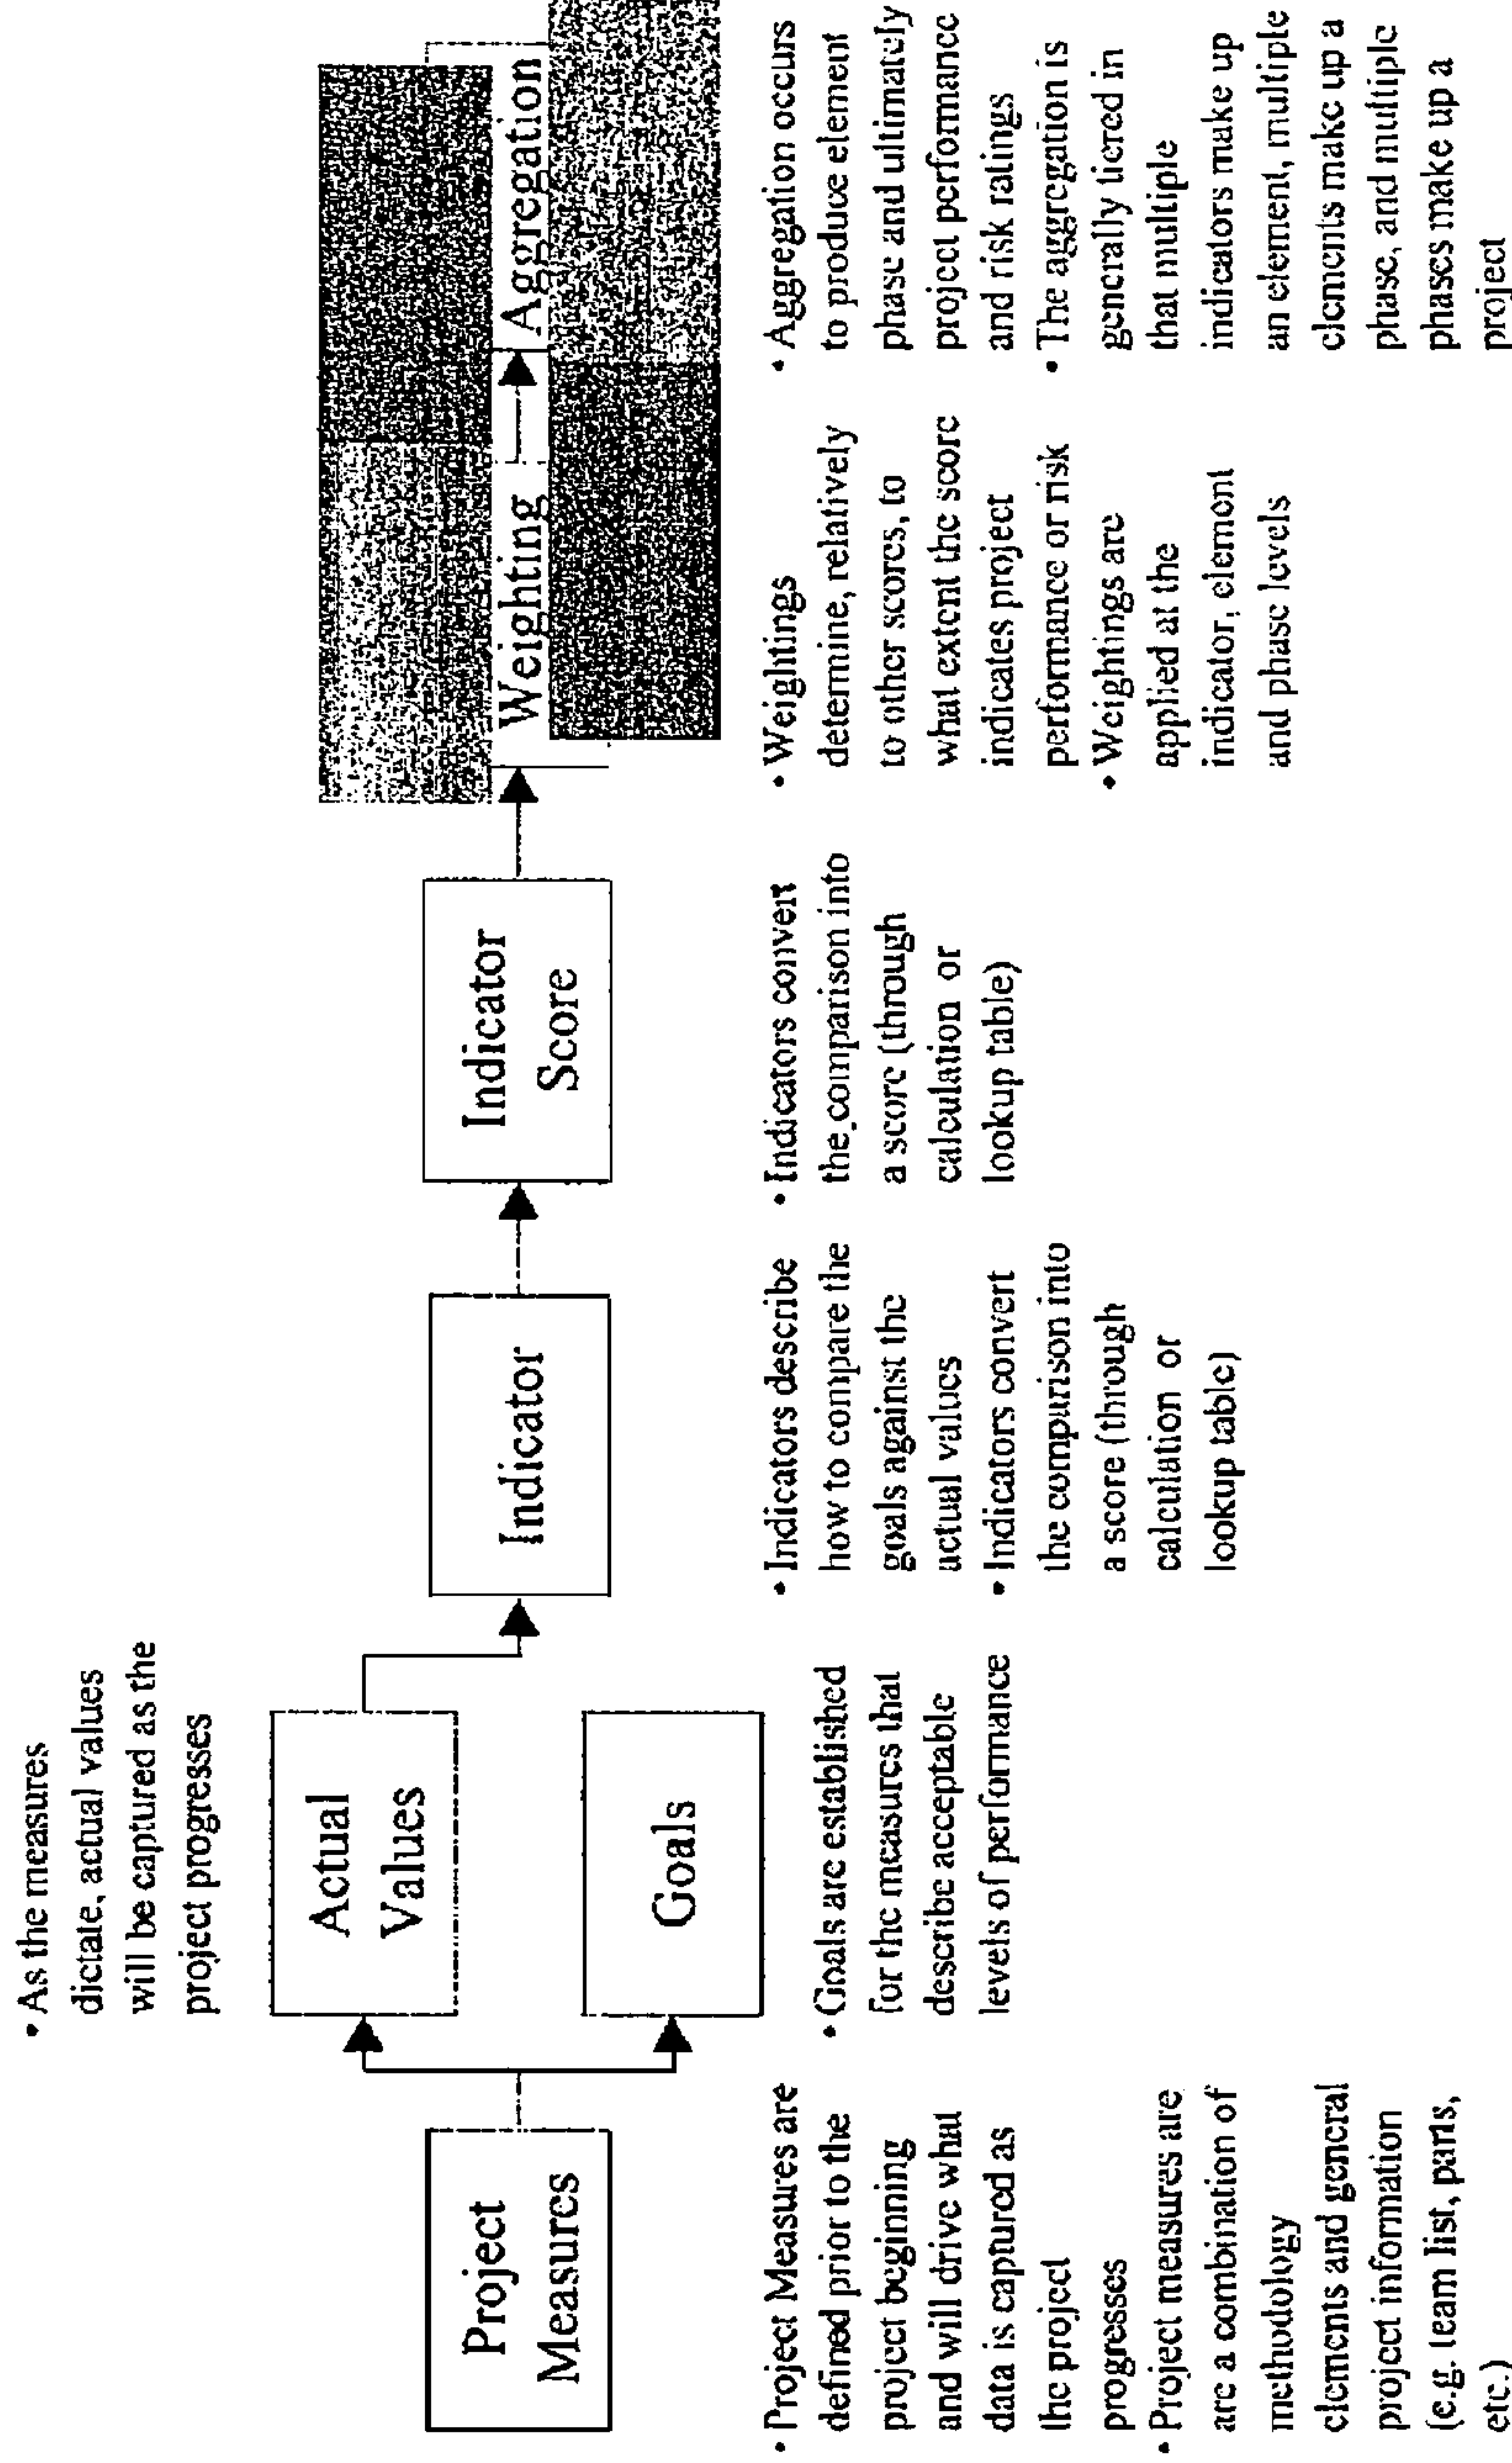 • As the measures
dictate, actual values
will be captured as the
project progresses
Project
Measures
Actual
Values
Goals
Indicator
Indicator
Score
Weighting
Aggregation
• Project Measures are
defined prior to the
project beginning
and will drive what
data is captured as
the project
progresses
• Project measures are
are a combination of
methodology
elements and general
project information
(e.g. team list, parts,
etc.)
• Goals are established
for the measures that
describe acceptable
levels of performance
• Indicators describe
how to compare the
goals against the
actual values
• Indicators convert
the comparison into
a score (through
calculation or
lookup table)
• Indicators convert
the comparison into
a score (through
calculation or
lookup table)
• Weightings
determine, relatively
to other scores, to
what extent the score
indicates project
performance or risk
• Weightings are
applied at the
indicator, element
and phase levels
• Aggregation occurs
to produce element
phase and ultimately
project performance
and risk ratings
• The aggregation is
generally tiered in
that multiple
indicators make up
an element, multiple
elements make up a
phase, and multiple
phases make up a
project